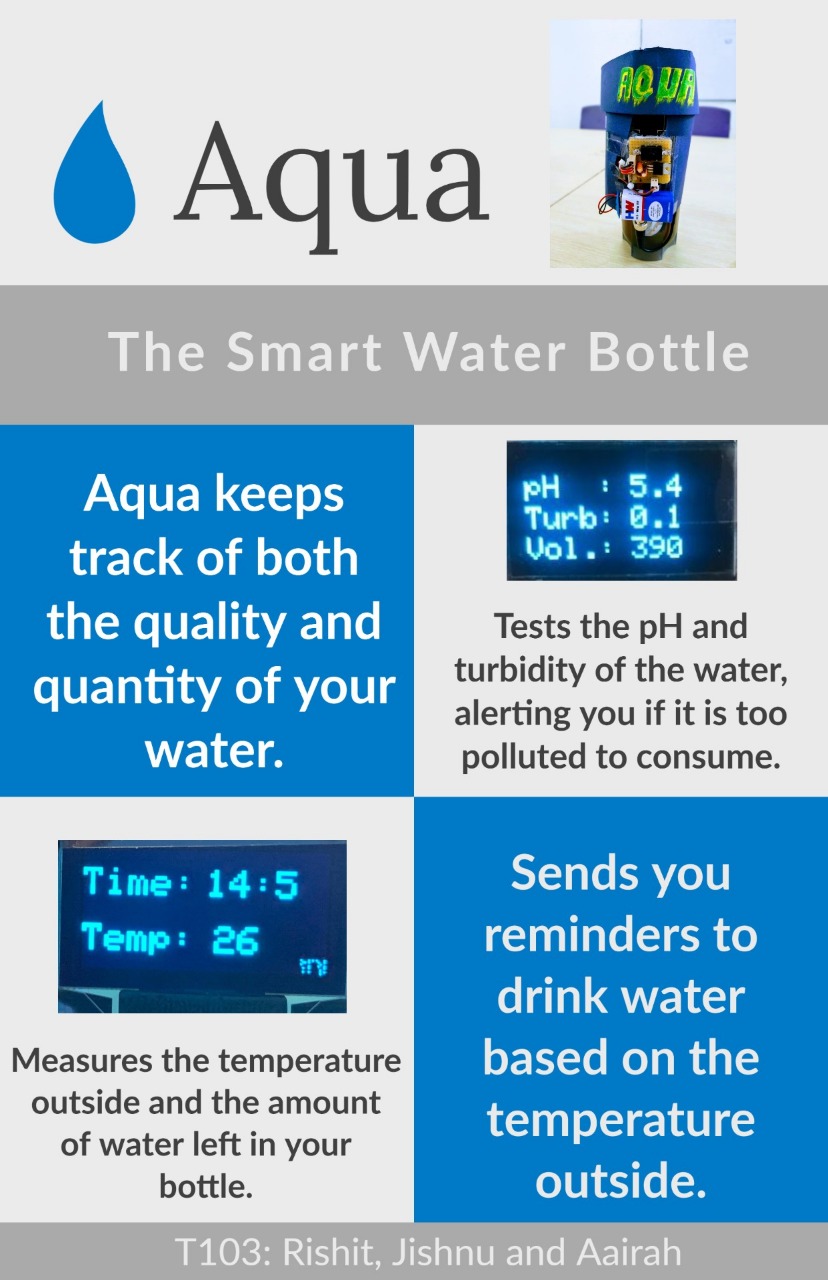 Aqua
AQUA
The Smart Water Bottle
Aqua keeps
track of both
the quality and
quantity of your
water.
pH : 5.4
Turb: 0.1
Vol.: 390
Tests the pH and
turbidity of the water,
alerting you if it is too
polluted to consume.
Time: 14:5
Temp: 26
Measures the temperature
outside and the amount
of water left in your
bottle.
Sends you
reminders to
drink water
based on the
temperature
outside.
T103: Rishit, Jishnu and Aairah